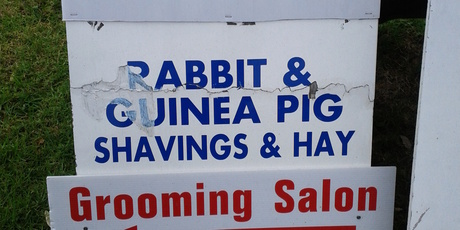 RABBIT &
GUINEA PIG
SHAVINGS & HAY
Grooming Salon